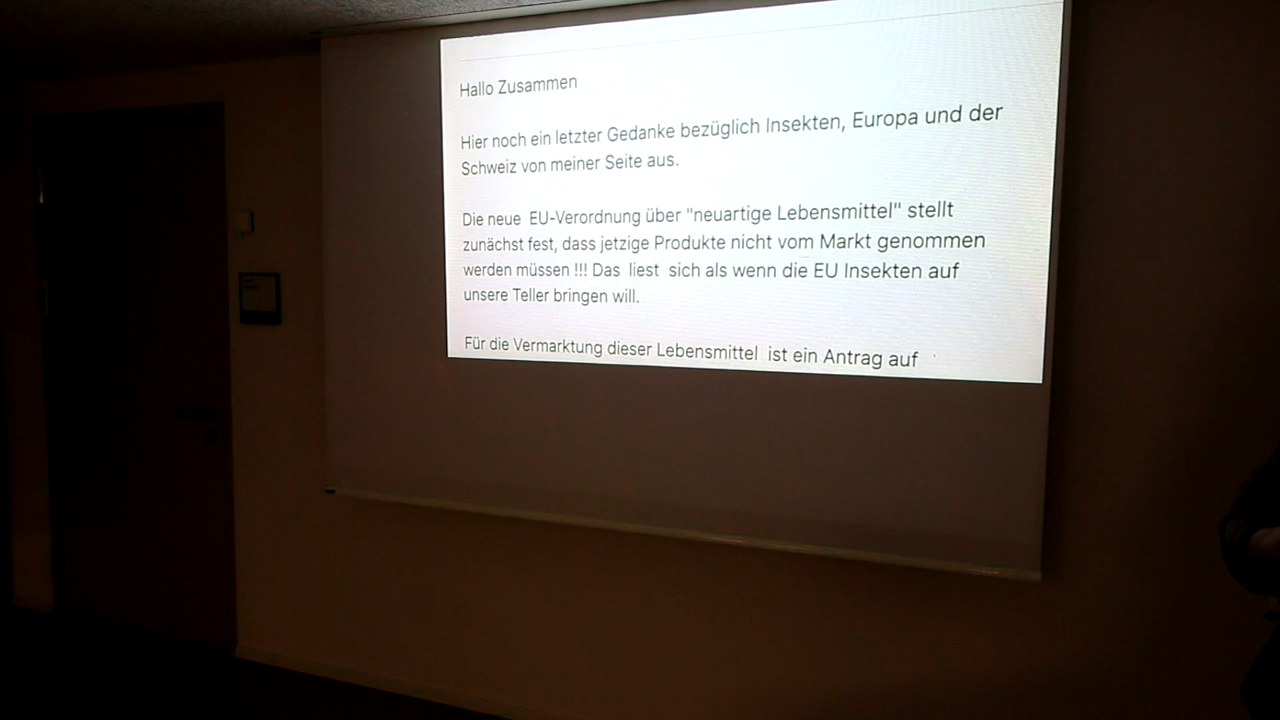 Hallo Zusammen
Hier noch ein letzter Gedanke bezüglich Insekten, Europa und der
Schweiz von meiner Seite aus.
Die neue EU-Verordnung über "neuartige Lebensmittel" stellt
zunächst fest, dass jetzige Produkte nicht vom Markt genommen
werden müssen !!! Das liest sich als wenn die EU Insekten auf
unsere Teller bringen will.
Für die Vermarktung dieser Lebensmittel ist ein Antrag auf